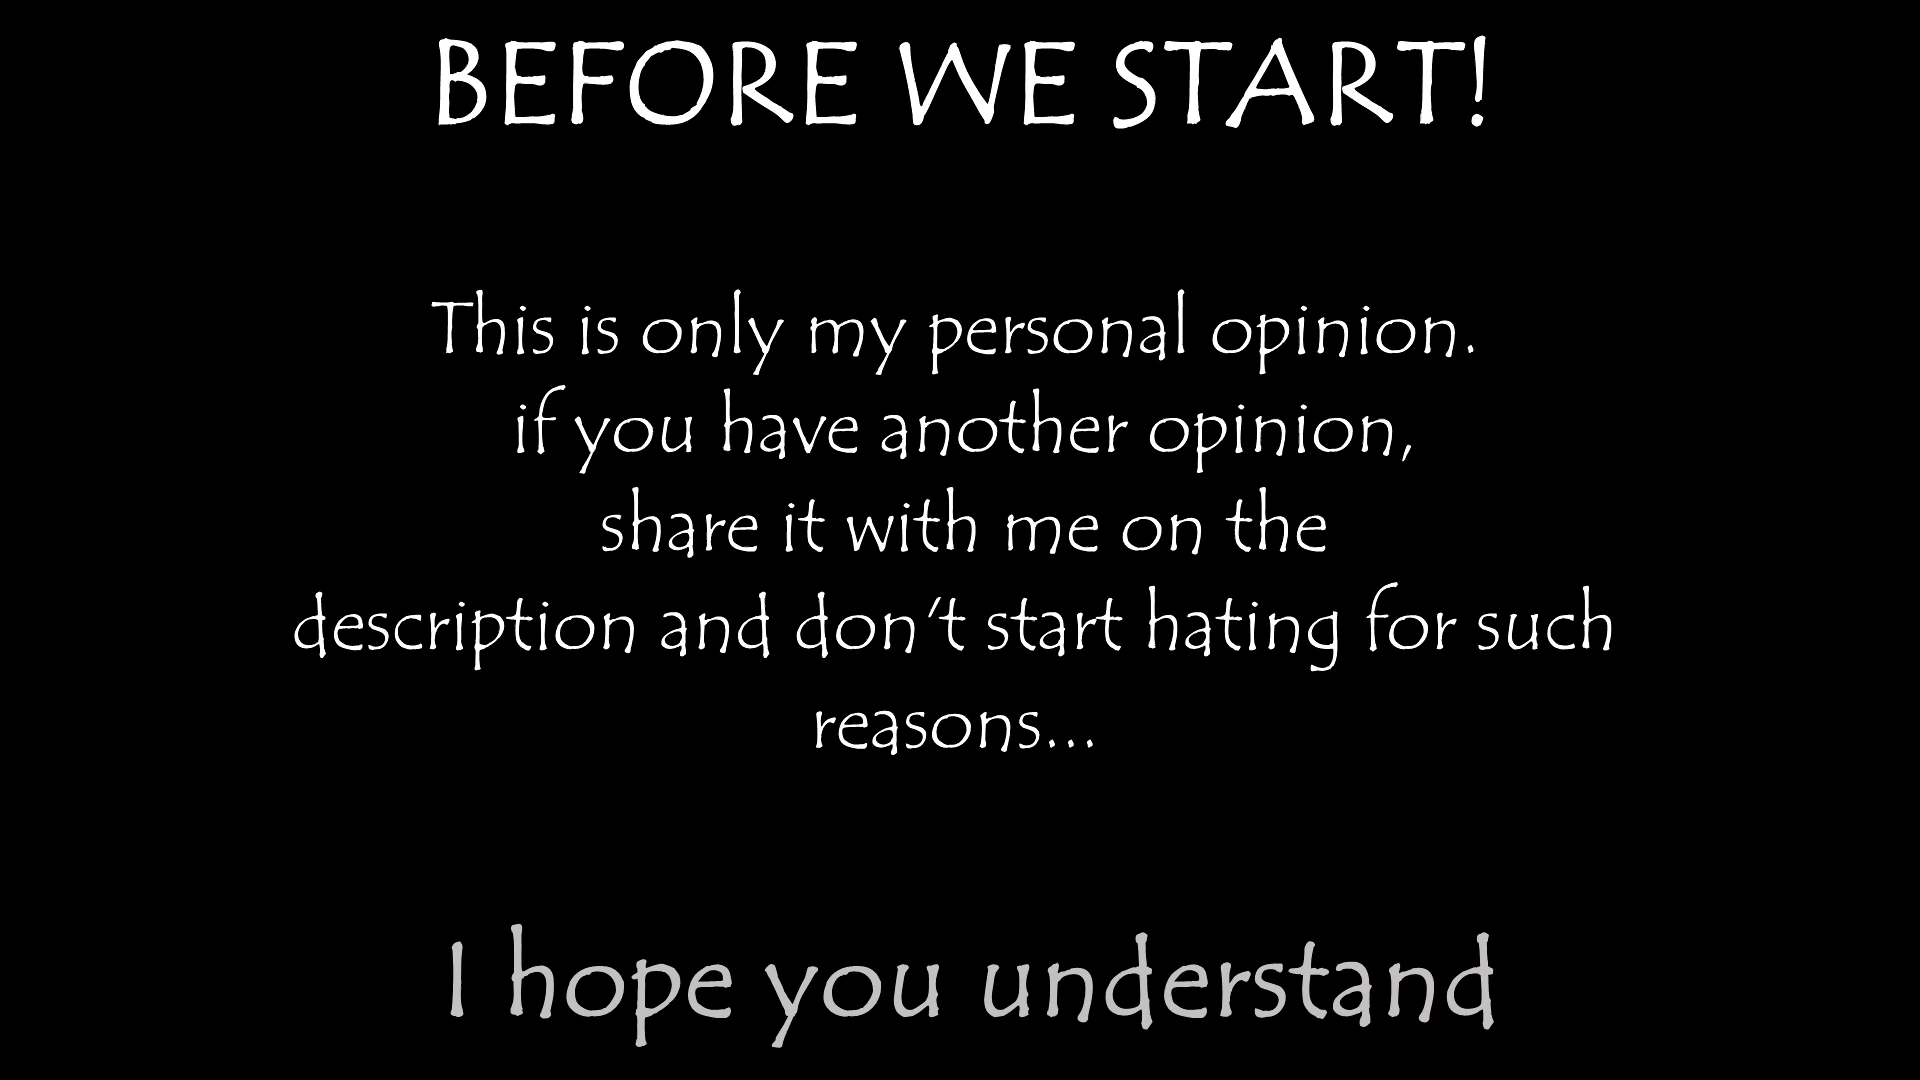 BEFORE WE START!
This is only my personal opinion.
if you have another opinion,
share it with me on the
description and don't start hating for such
reasons...
I hope you understand